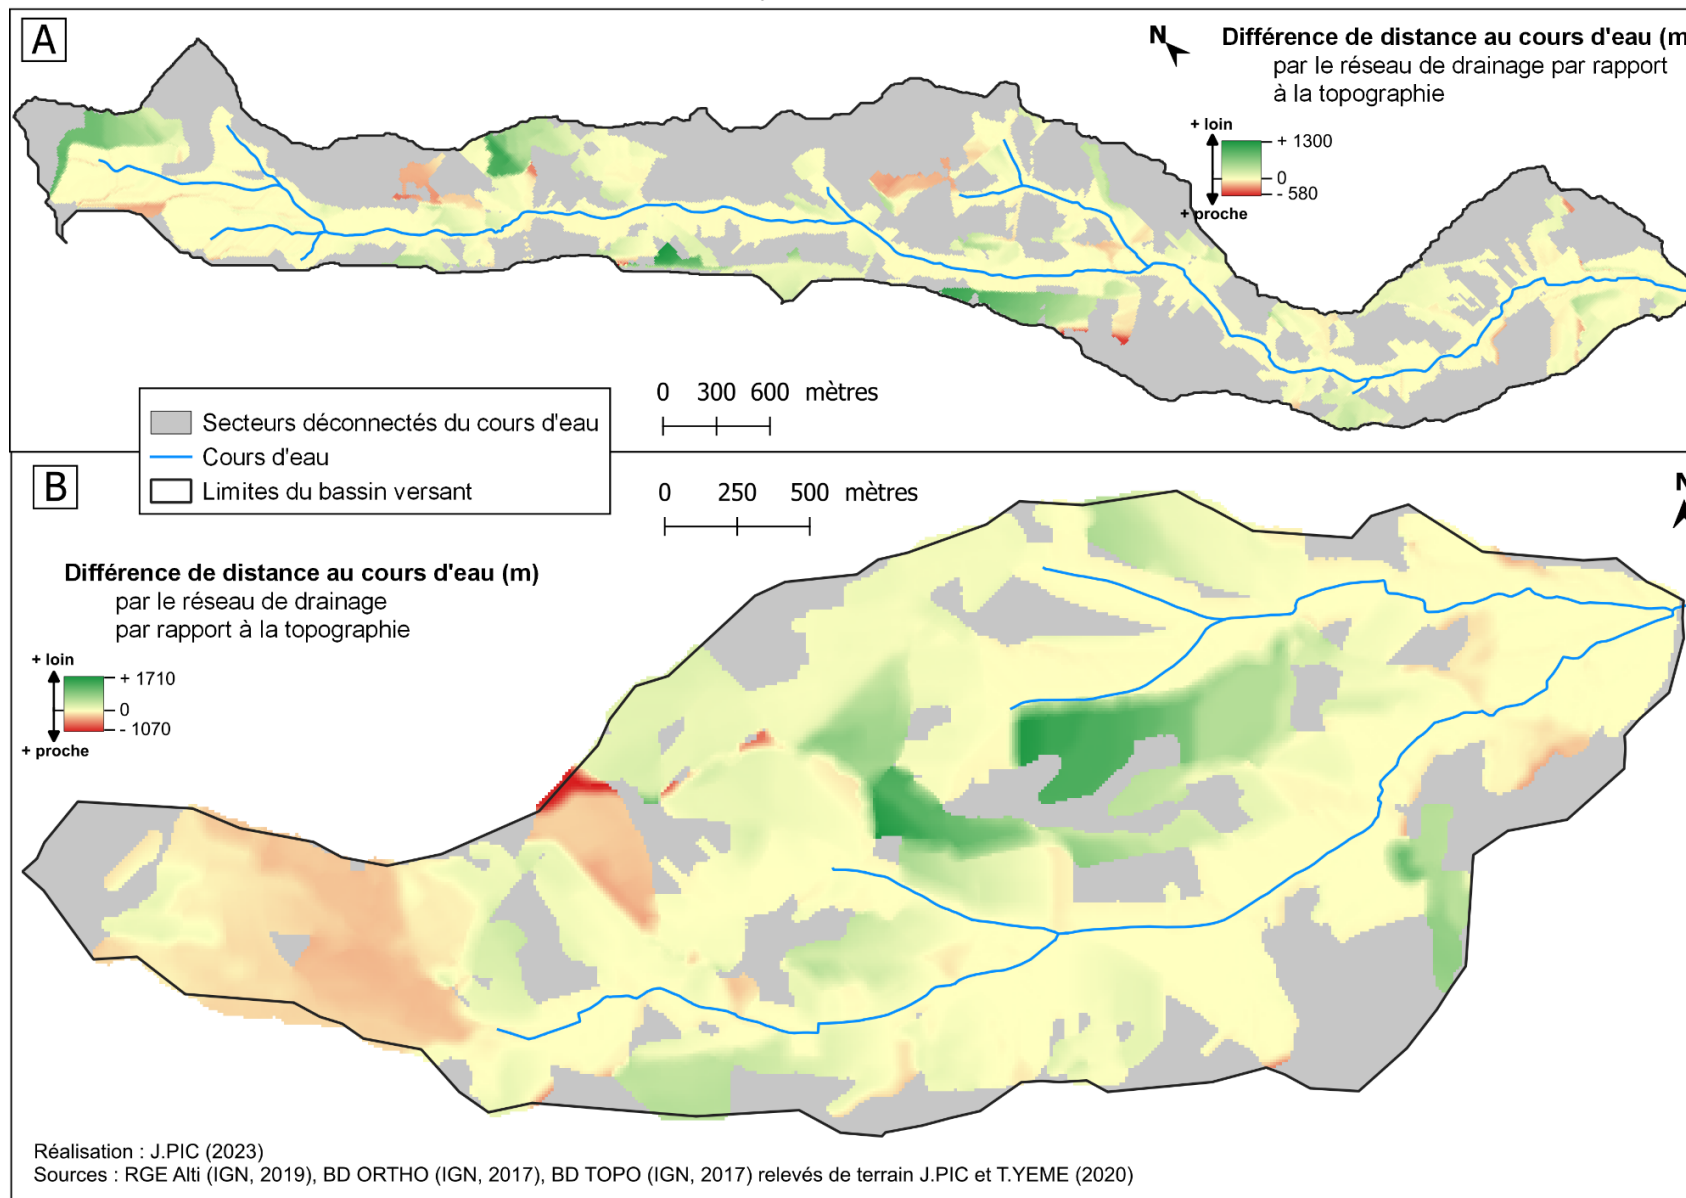 A
N
Différence de distance au cours d'eau (m
par le réseau de drainage par rapport
à la topographie
+ loin
+ 1300
0
- 580
+ proche
0 300 600 mètres
Secteurs déconnectés du cours d'eau
Cours d'eau
Limites du bassin versant
B
0 250 500 mètres
N
Différence de distance au cours d'eau (m)
par le réseau de drainage
par rapport à la topographie
+ loin
+ 1710
0
- 1070
+ proche
Réalisation : J.PIC (2023)
Sources : RGE Alti (IGN, 2019), BD ORTHO (IGN, 2017), BD TOPO (IGN, 2017) relevés de terrain J.PIC et T.YEME (2020)